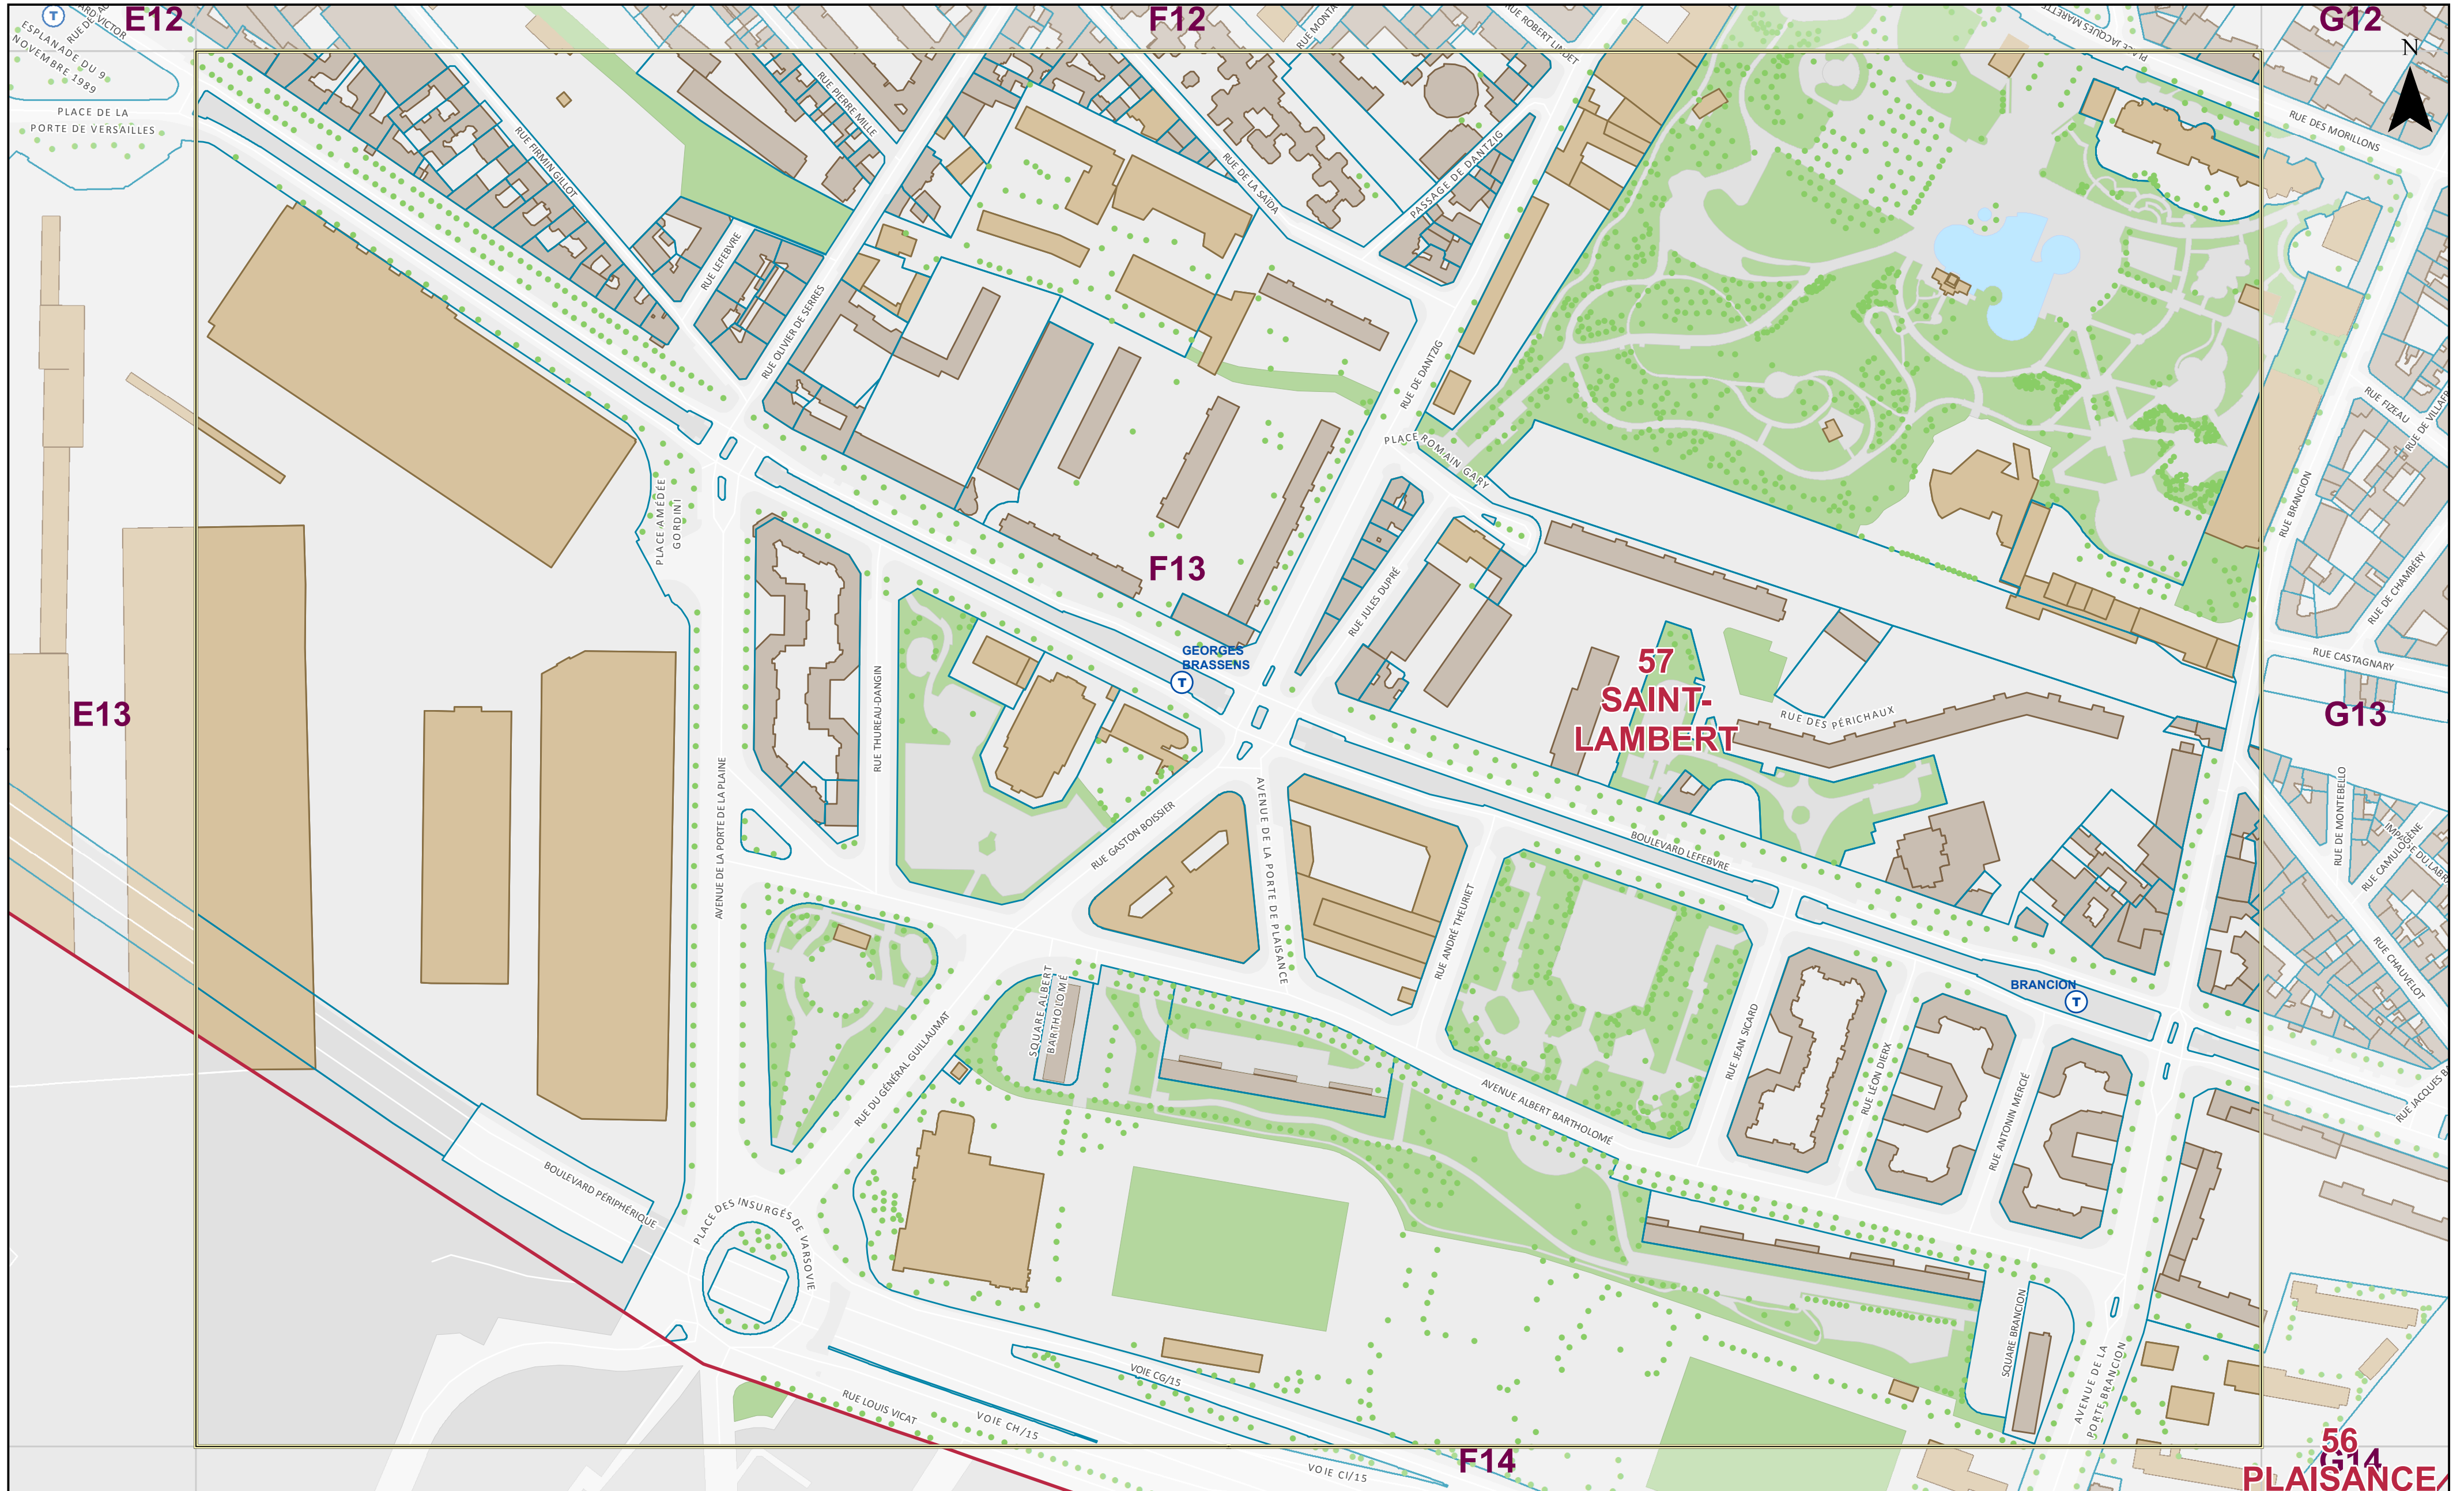 E12
F12
G12
N
T
ESPLANADE DU 9
NOVEMBRE 1989
PLACE DE LA
PORTE DE VERSAILLES
RUE ROBERT LINDET
RUE DES MORILLONS
RUE PIERRE MILLE
RUE FIRMIN GILLOT
RUE DE LA SAÏDA
PASSAGE DE DANTZIG
RUE LEFEBVRE
RUE OLIVIER DE SERRES
RUE DE DANTZIG
PLACE ROMAIN GARY
RUE FIZEAU
RUE BRANCION
RUE DE CHAMBÉRY
PLACE AMÉDÉE
GORDINI
F13
RUE JULES DUPRÉ
GEORGES
BRASSENS
T
57
SAINT-
LAMBERT
RUE DES PÉRICHAUX
RUE CASTAGNARY
E13
G13
RUE THUREAU-DANGIN
AVENUE DE LA PORTE DE LA PLAINE
RUE GASTON BOISSIER
AVENUE DE LA PORTE DE PLAISANCE
BOULEVARD LEFEBVRE
RUE ANDRÉ THEURIET
RUE DE MONTEBELLO
RUE CAMULOGÈNE
RUE CHAUVELOT
BRANCION
T
SQUARE ALBERT
BARTHOLOMÉ
RUE DU GÉNÉRAL GUILLAUMAT
RUE JEAN SICARD
RUE LÉON DIERX
RUE ANTONIN MERCIÉ
AVENUE ALBERT BARTHOLOMÉ
BOULEVARD PÉRIPHÉRIQUE
PLACE DES INSURGÉS DE VARSOVIE
SQUARE BRANCION
AVENUE DE LA
PORTE BRANCION
VOIE CG/15
RUE LOUIS VICAT
VOIE CH/15
VOIE CI/15
F14
56
G14
PLAISANCE